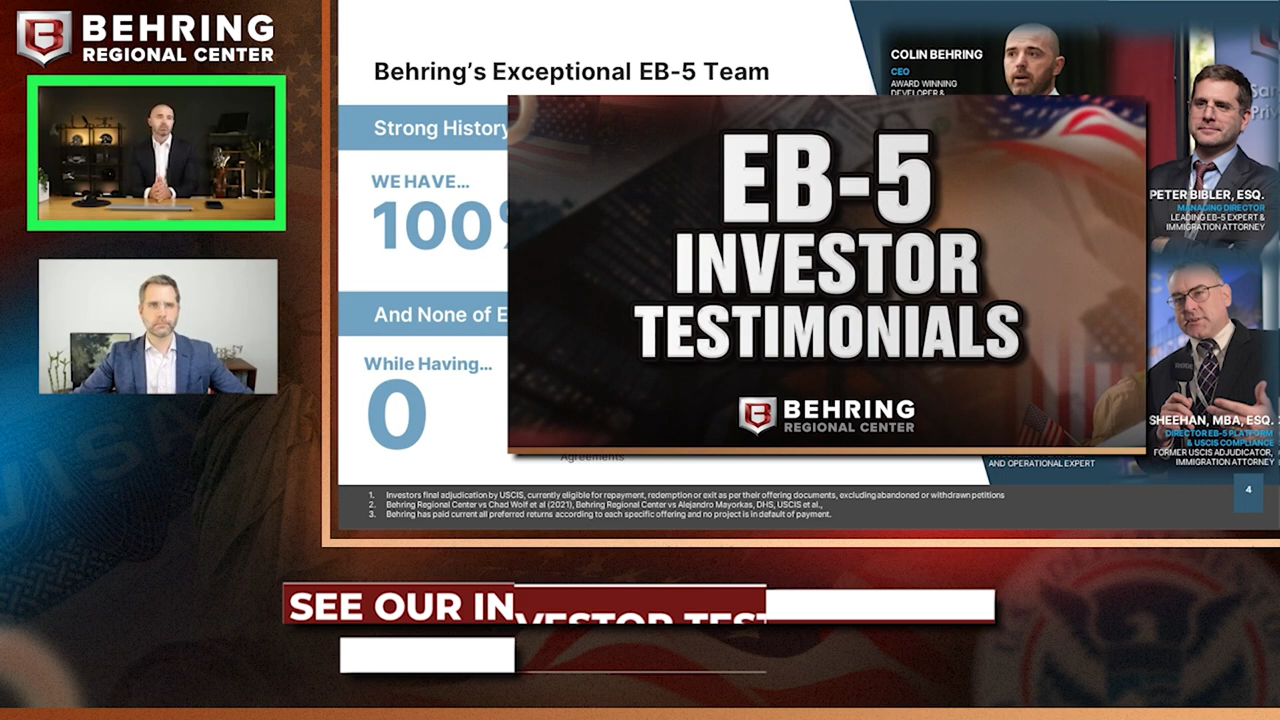 BEHRING
REGIONAL CENTER
Behring's Exceptional EB-5 Team
Strong History
WE HAVE...
100%
And None of E
While Having...
0
Agreements
COLIN BEHRING
CEO
AWARD WINNING
DEVELOPER &
PETER BIBLER, ESQ.
MANAGING DIRECTOR
LEADING EB-5 EXPERT &
IMMIGRATION ATTORNEY
SHEEHAN, MBA, ESQ.
DIRECTOR EB-5 PLATFORM
& USCIS COMPLIANCE
FORMER USCIS ADJUDICATOR,
IMMIGRATION ATTORNEY
AND OPERATIONAL EXPERT
EB-5
INVESTOR
TESTIMONIALS
BEHRING
REGIONAL CENTER
1. Investors final adjudication by USCIS, currently eligible for repayment, redemption or exit as per their offering documents, excluding abandoned or withdrawn petitions
2. Behring Regional Center vs Chad Wolf et al (2021), Behring Regional Center vs Alejandro Mayorkas, DHS, USCIS et al.,
3. Behring has paid current all preferred returns according to each specific offering and no project is in default of payment.
4
SEE OUR INVESTOR TEST